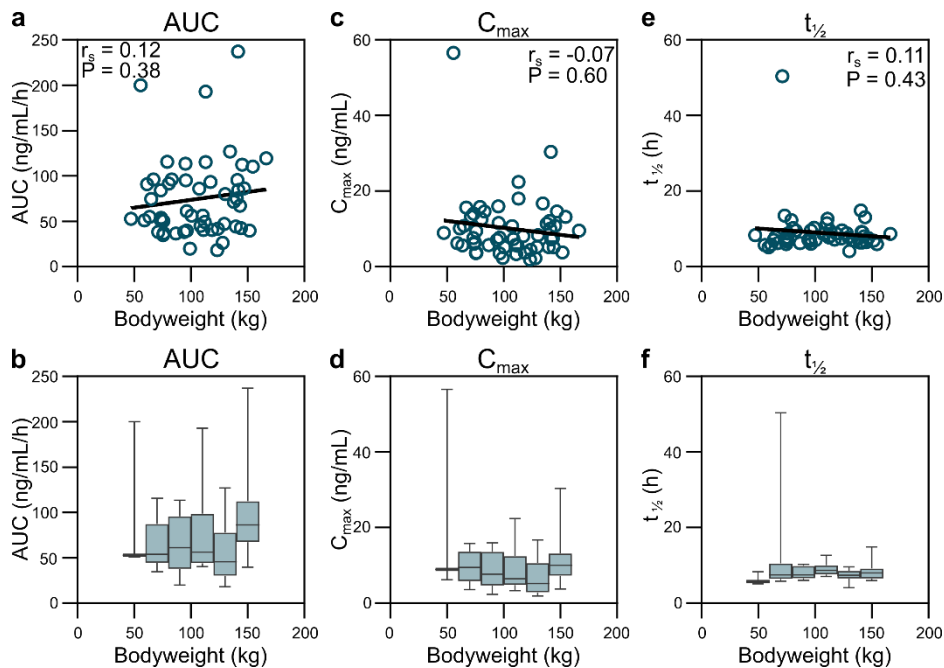 a AUC
250
200
150
100
50
0
AUC (ng/mL/h)
rs = 0.12
P = 0.38
0 50 100 150 200
Bodyweight (kg)
c Cmax
60
40
20
0
Cmax (ng/mL)
rs = -0.07
P = 0.60
0 50 100 150 200
Bodyweight (kg)
e t½
60
40
20
0
t½ (h)
rs = 0.11
P = 0.43
0 50 100 150 200
Bodyweight (kg)
b AUC
250
200
150
100
50
0
AUC (ng/mL/h)
0 50 100 150 200
Bodyweight (kg)
d Cmax
60
40
20
0
Cmax (ng/mL)
0 50 100 150 200
Bodyweight (kg)
f t½
60
40
20
0
t½ (h)
0 50 100 150 200
Bodyweight (kg)